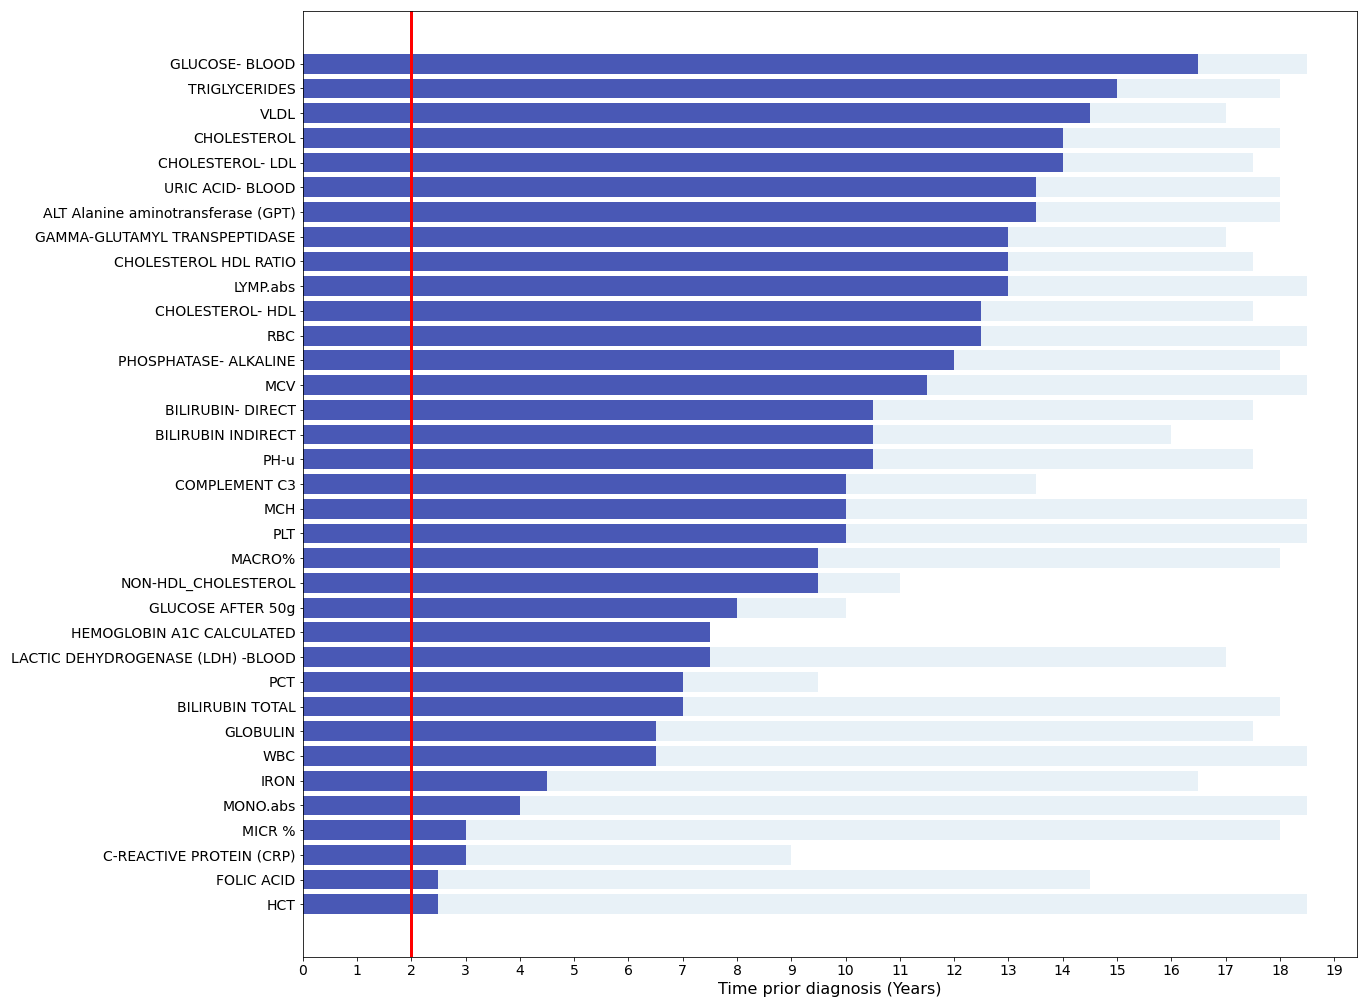 GLUCOSE- BLOOD
TRIGLYCERIDES
VLDL
CHOLESTEROL
CHOLESTEROL- LDL
URIC ACID- BLOOD
ALT Alanine aminotransferase (GPT)
GAMMA-GLUTAMYL TRANSPEPTIDASE
CHOLESTEROL HDL RATIO
LYMP.abs
CHOLESTEROL- HDL
RBC
PHOSPHATASE- ALKALINE
MCV
BILIRUBIN- DIRECT
BILIRUBIN INDIRECT
PH-u
COMPLEMENT C3
MCH
PLT
MACRO%
NON-HDL_CHOLESTEROL
GLUCOSE AFTER 50g
HEMOGLOBIN A1C CALCULATED
LACTIC DEHYDROGENASE (LDH) -BLOOD
PCT
BILIRUBIN TOTAL
GLOBULIN
WBC
IRON
MONO.abs
MICR %
C-REACTIVE PROTEIN (CRP)
FOLIC ACID
HCT
0 1 2 3 4 5 6 7 8 9 10 11 12 13 14 15 16 17 18 19
Time prior diagnosis (Years)